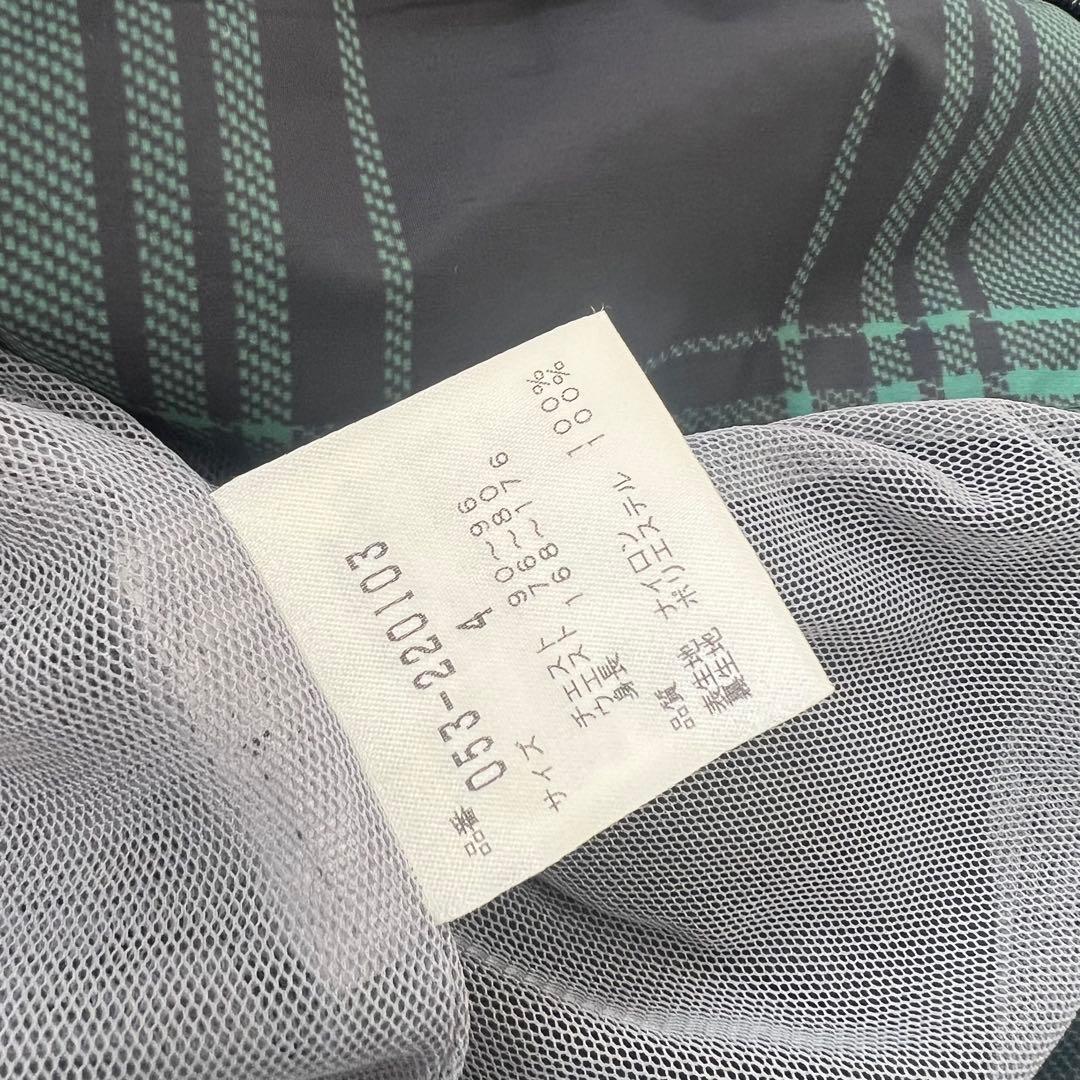 品番 053-220103
サイズ 4
チェスト 90～96
ウエスト 76～80
身長 168～176
品質
表生地 ナイロン 100%
裏生地 ポリエステル 100%